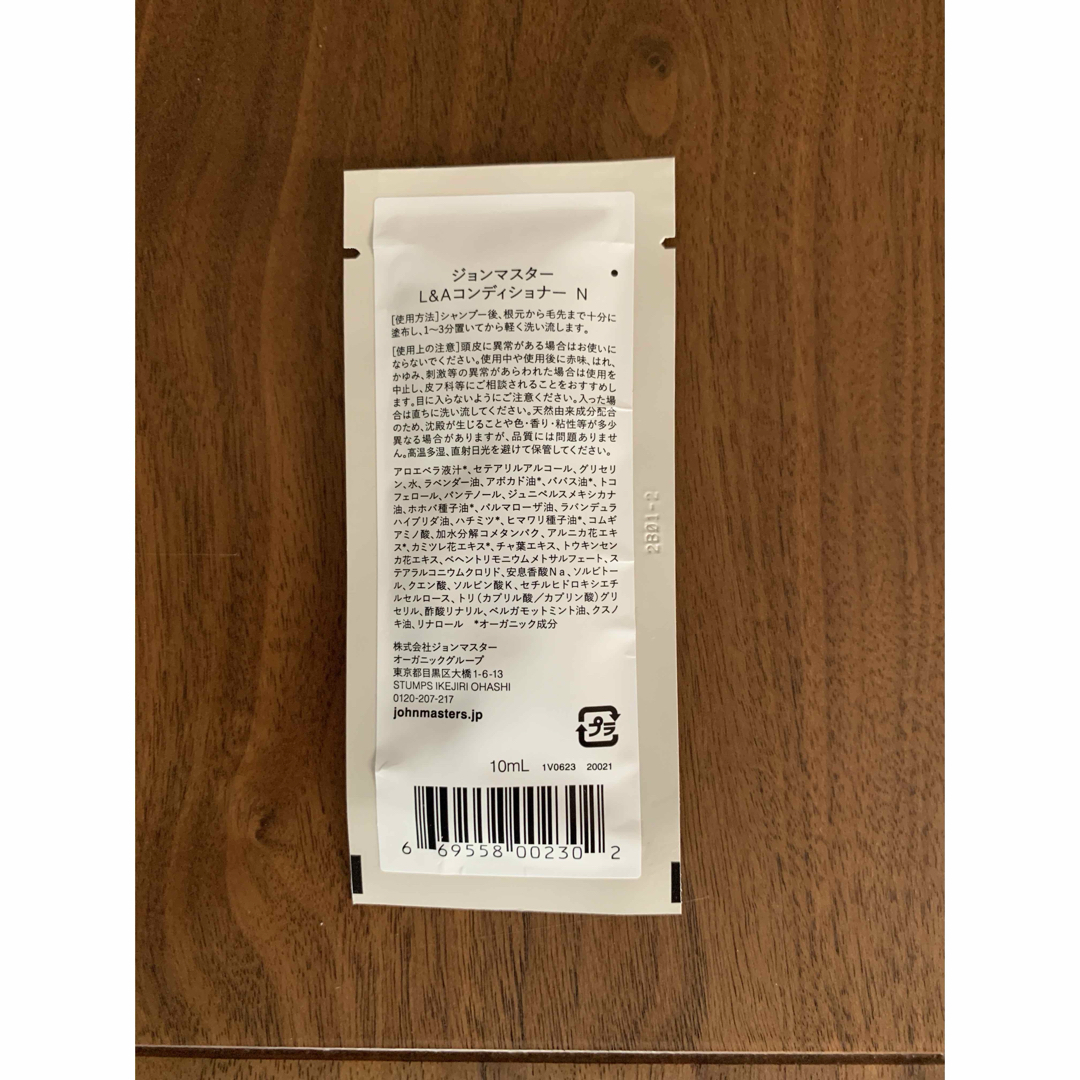 ジョンマスター
L&Aコンディショナー N
[使用方法]シャンプー後、根元から毛先まで十分に
塗布し、1〜3分置いてから軽く洗い流します。
[使用上の注意]頭皮に異常がある場合はお使いに
ならないでください。使用中や使用後に赤味、はれ、
かゆみ、刺激等の異常があらわれた場合は使用を
中止し、皮フ科等にご相談されることをおすすめし
ます。目に入らないようにご注意ください。入った場
合は直ちに洗い流してください。天然由来成分配合
のため、沈殿が生じることや色・香り・粘性等が多少
異なる場合がありますが、品質には問題ありませ
ん。高温多湿、直射日光を避けて保管してください。
アロエベラ液汁*、セテアリルアルコール、グリセリ
ン、水、ラベンダー油、アボカド油*、ババス油*、トコ
フェロール、パンテノール、ジュニペルスメキシカナ
油、ホホバ種子油*、パルマローザ油、ラバンデュラ
ハイブリダ油、ハチミツ*、ヒマワリ種子油*、コムギ
アミノ酸、加水分解コメタンパク、アルニカ花エキ
ス*、カミツレ花エキス*、チャ葉エキス、トウキンセン
カ花エキス、ベヘントリモニウムメトサルフェート、ス
テアラルコニウムクロリド、安息香酸Na、ソルビトー
ル、クエン酸、ソルビン酸K、セチルヒドロキシエチ
ルセルロース、トリ(カプリル酸/カプリン酸)グリ
セリル、酢酸リナリル、ベルガモットミント油、クスノ
キ油、リナロール *オーガニック成分
株式会社ジョンマスター
オーガニックグループ
東京都目黒区大橋1-6-13
STUMPS IKEJIRI OHASHI
0120-207-217
johnmasters.jp
プラ
10mL 1V0623 20021
6 69558 00230 2
2B01-2